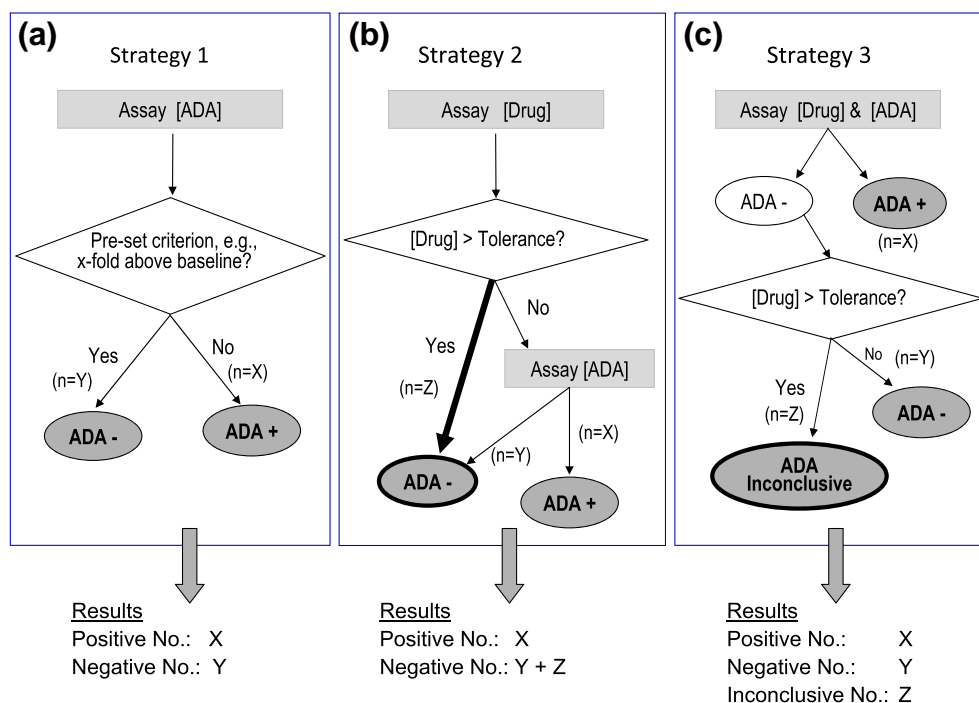 (a)
Strategy 1
Assay [ADA]
Pre-set criterion, e.g.,
x-fold above baseline?
Yes
(n=Y)
No
(n=X)
ADA -
ADA +
Results
Positive No.: X
Negative No.: Y
(b)
Strategy 2
Assay [Drug]
[Drug] > Tolerance?
Yes
(n=Z)
No
Assay [ADA]
(n=Y)
(n=X)
ADA -
ADA +
Results
Positive No.: X
Negative No.: Y + Z
(c)
Strategy 3
Assay [Drug] & [ADA]
ADA -
ADA +
(n=X)
[Drug] > Tolerance?
Yes
(n=Z)
No (n=Y)
ADA -
ADA
Inconclusive
Results
Positive No.: X
Negative No.: Y
Inconclusive No.: Z